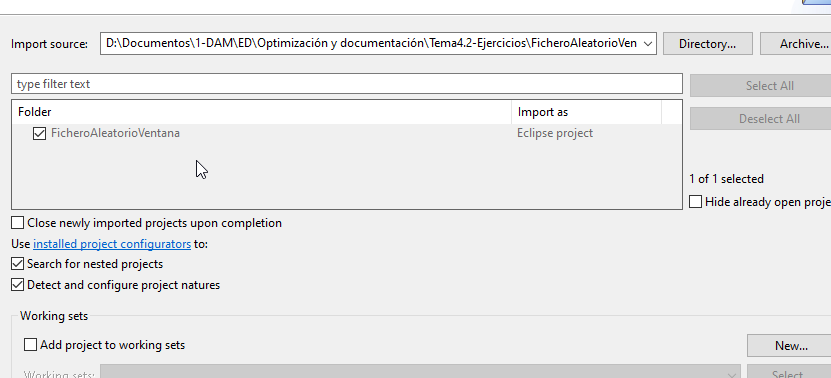 Import source: D:\Documentos\1-DAM\ED\Optimización y documentación\Tema4.2-Ejercicios\FicheroAleatorioVen Directory... Archive...
type filter text Select All
Folder Import as
Deselect All
FicheroAleatorioVentana Eclipse project
1 of 1 selected
Hide already open proje
Close newly imported projects upon completion
Use installed project configurators to:
Search for nested projects
Detect and configure project natures
Working sets
Add project to working sets New...
Working sets: Select